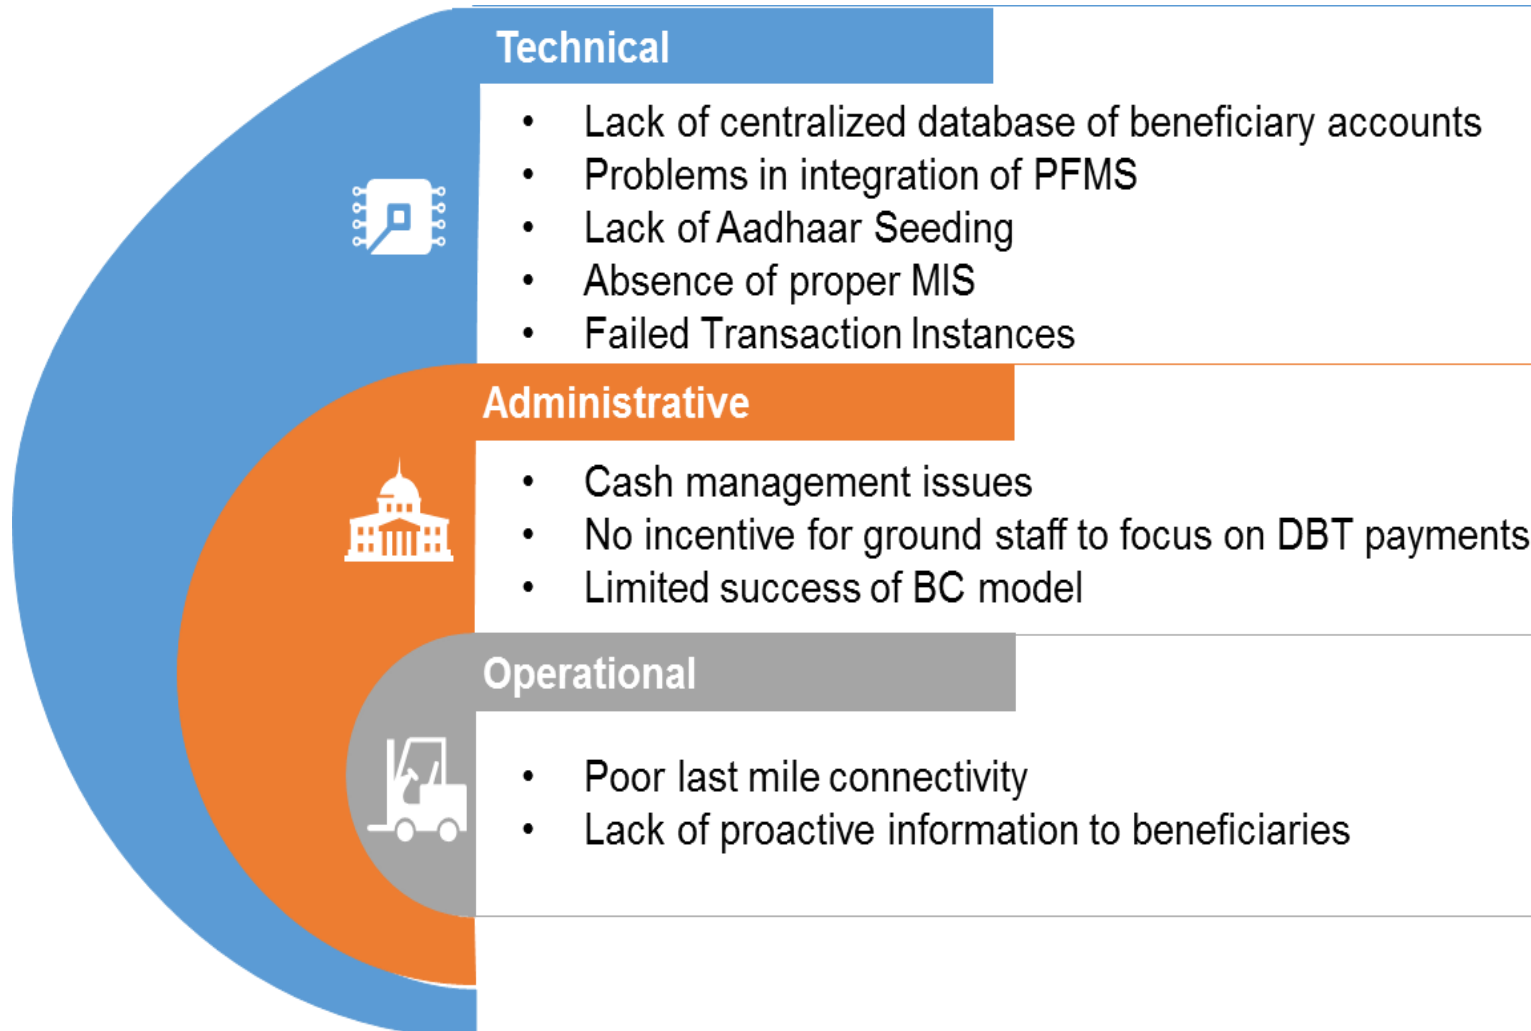 Technical
• Lack of centralized database of beneficiary accounts
• Problems in integration of PFMS
• Lack of Aadhaar Seeding
• Absence of proper MIS
• Failed Transaction Instances
Administrative
• Cash management issues
• No incentive for ground staff to focus on DBT payments
• Limited success of BC model
Operational
• Poor last mile connectivity
• Lack of proactive information to beneficiaries